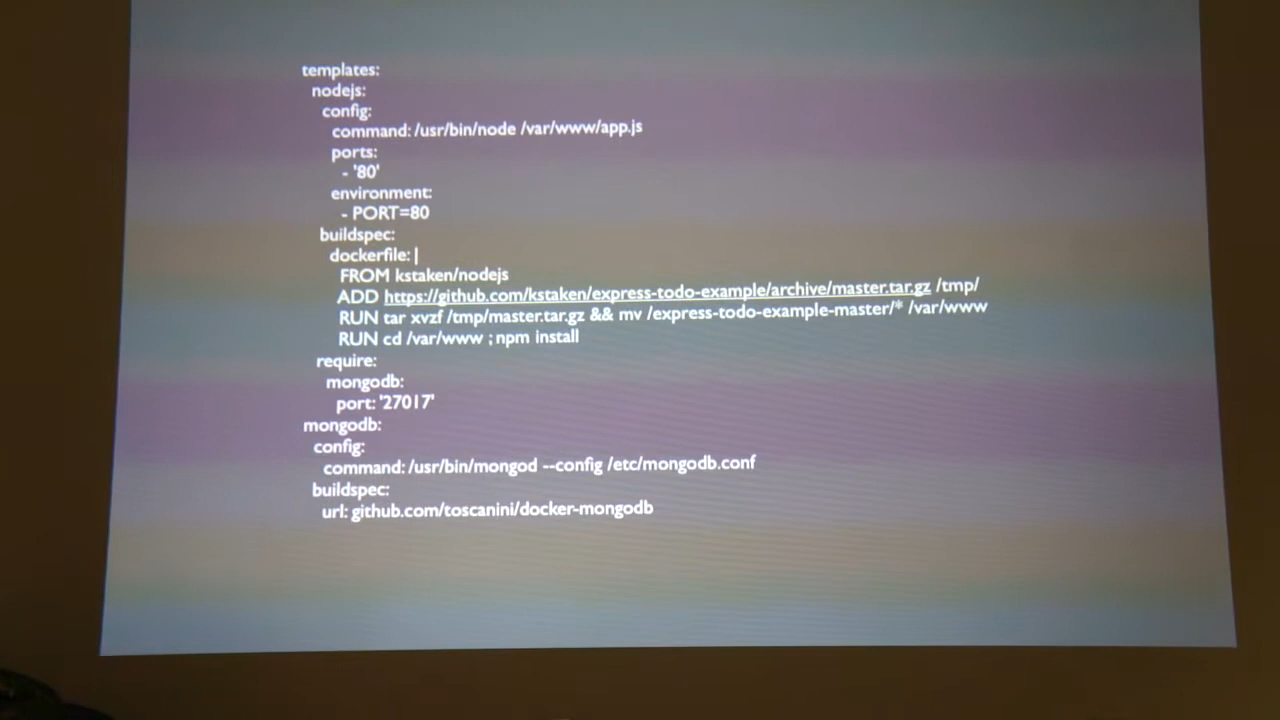 templates:
nodejs:
config:
command: /usr/bin/node /var/www/app.js
ports:
- '80'
environment:
- PORT=80
buildspec:
dockerfile: |
FROM kstaken/nodejs
ADD https://github.com/kstaken/express-todo-example/archive/master.tar.gz /tmp/
RUN tar xvzf /tmp/master.tar.gz && mv /express-todo-example-master/* /var/www
RUN cd /var/www ; npm install
require:
mongodb:
port: '27017'
mongodb:
config:
command: /usr/bin/mongod --config /etc/mongodb.conf
buildspec:
url: github.com/toscanini/docker-mongodb